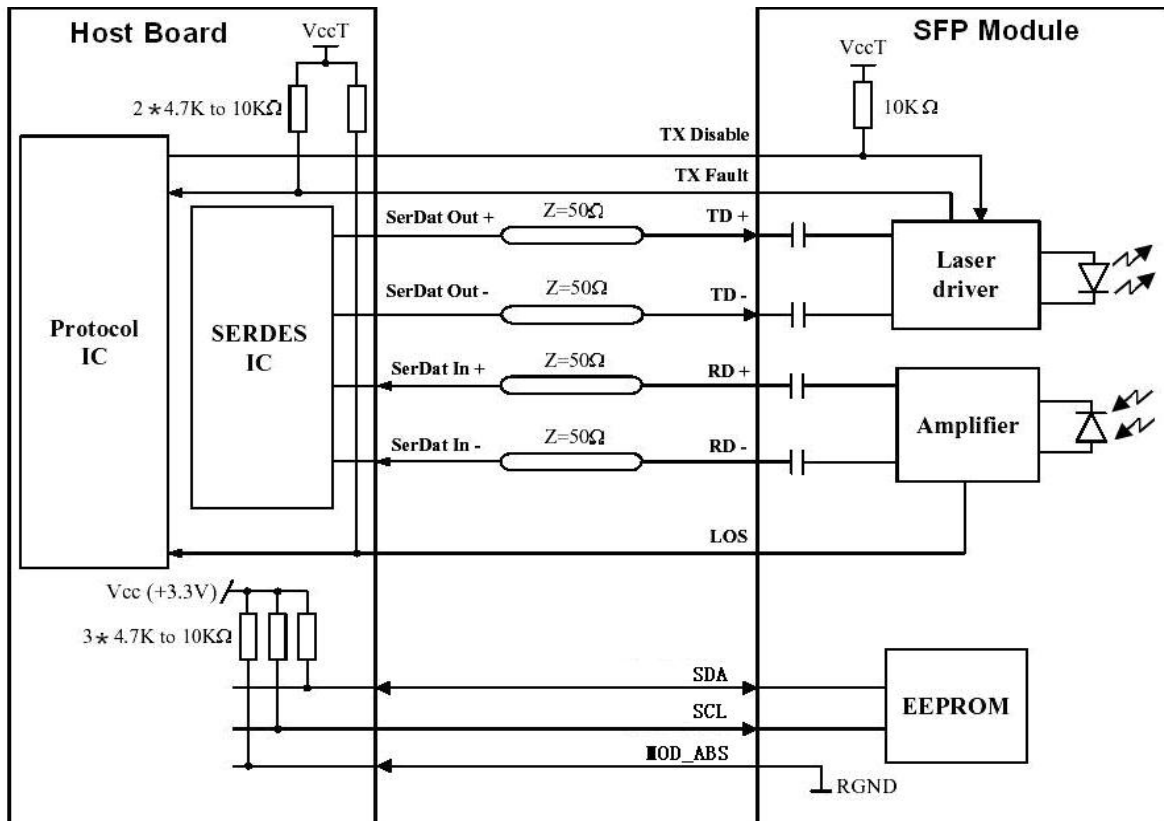 Host Board
SFP Module
VccT
VccT
2*4.7K to 10KΩ
10KΩ
TX Disable
TX Fault
SerDat Out +
Z=50Ω
TD +
Laser
driver
SerDat Out -
Z=50Ω
TD -
Protocol
IC
SERDES
IC
SerDat In +
Z=50Ω
RD +
Amplifier
SerDat In -
Z=50Ω
RD -
LOS
Vcc (+3.3V)
3*4.7K to 10KΩ
SDA
SCL
EEPROM
MOD_ABS
RGND